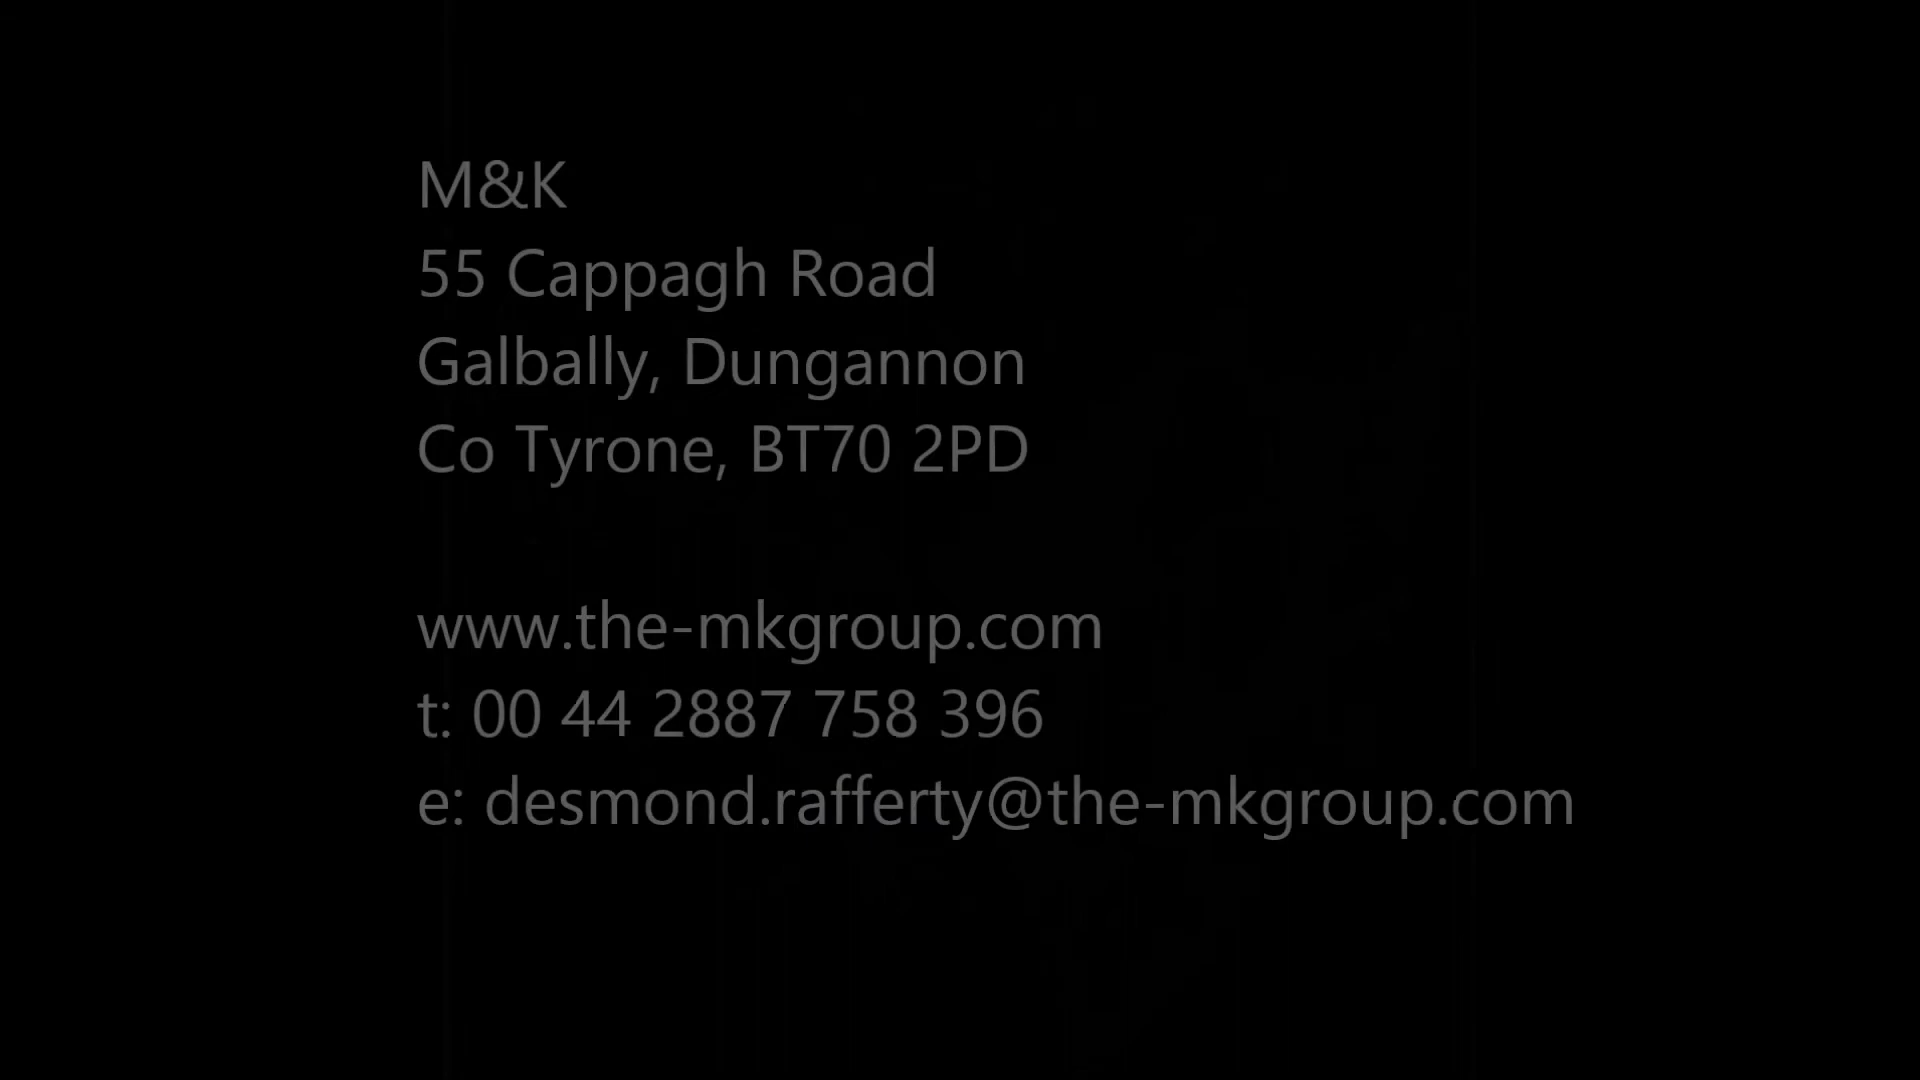 M&K
55 Cappagh Road
Galbally, Dungannon
Co Tyrone, BT70 2PD
www.the-mkgroup.com
t: 00 44 2887 758 396
e: desmond.rafferty@the-mkgroup.com